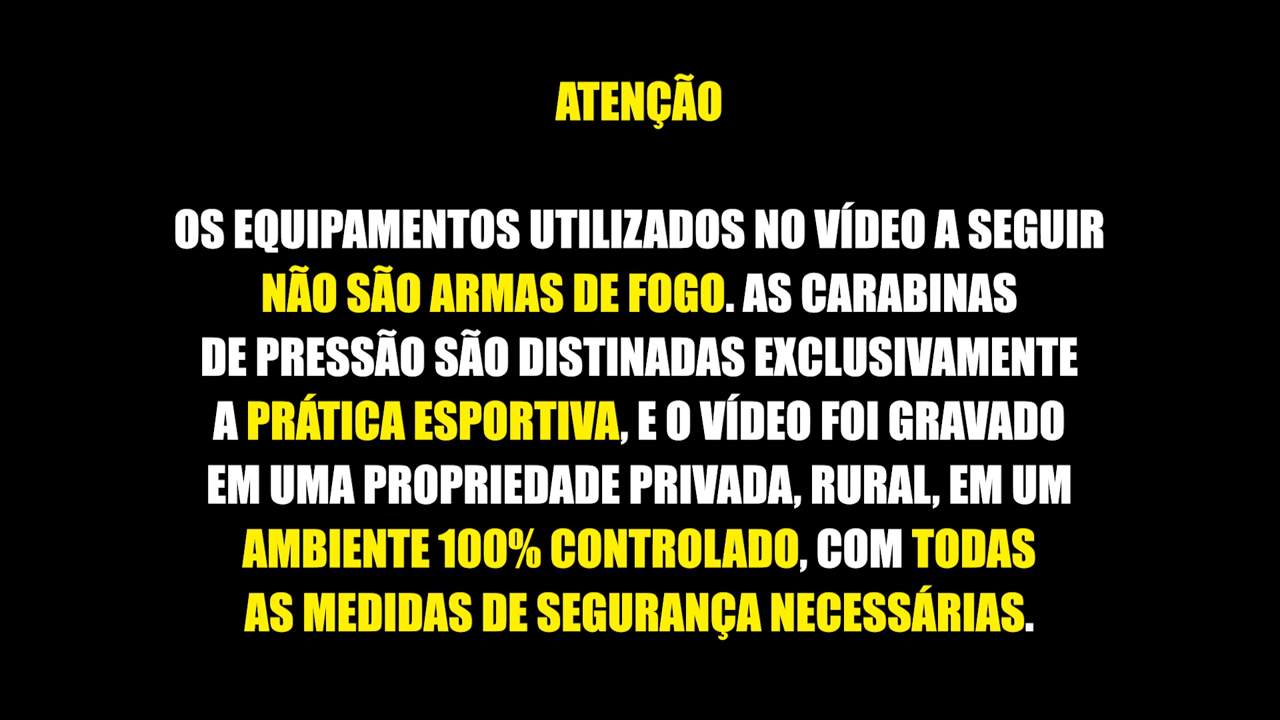 ATENÇÃO
OS EQUIPAMENTOS UTILIZADOS NO VÍDEO A SEGUIR
NÃO SÃO ARMAS DE FOGO. AS CARABINAS
DE PRESSÃO SÃO DISTINADAS EXCLUSIVAMENTE
A PRÁTICA ESPORTIVA, E O VÍDEO FOI GRAVADO
EM UMA PROPRIEDADE PRIVADA, RURAL, EM UM
AMBIENTE 100% CONTROLADO, COM TODAS
AS MEDIDAS DE SEGURANÇA NECESSÁRIAS.